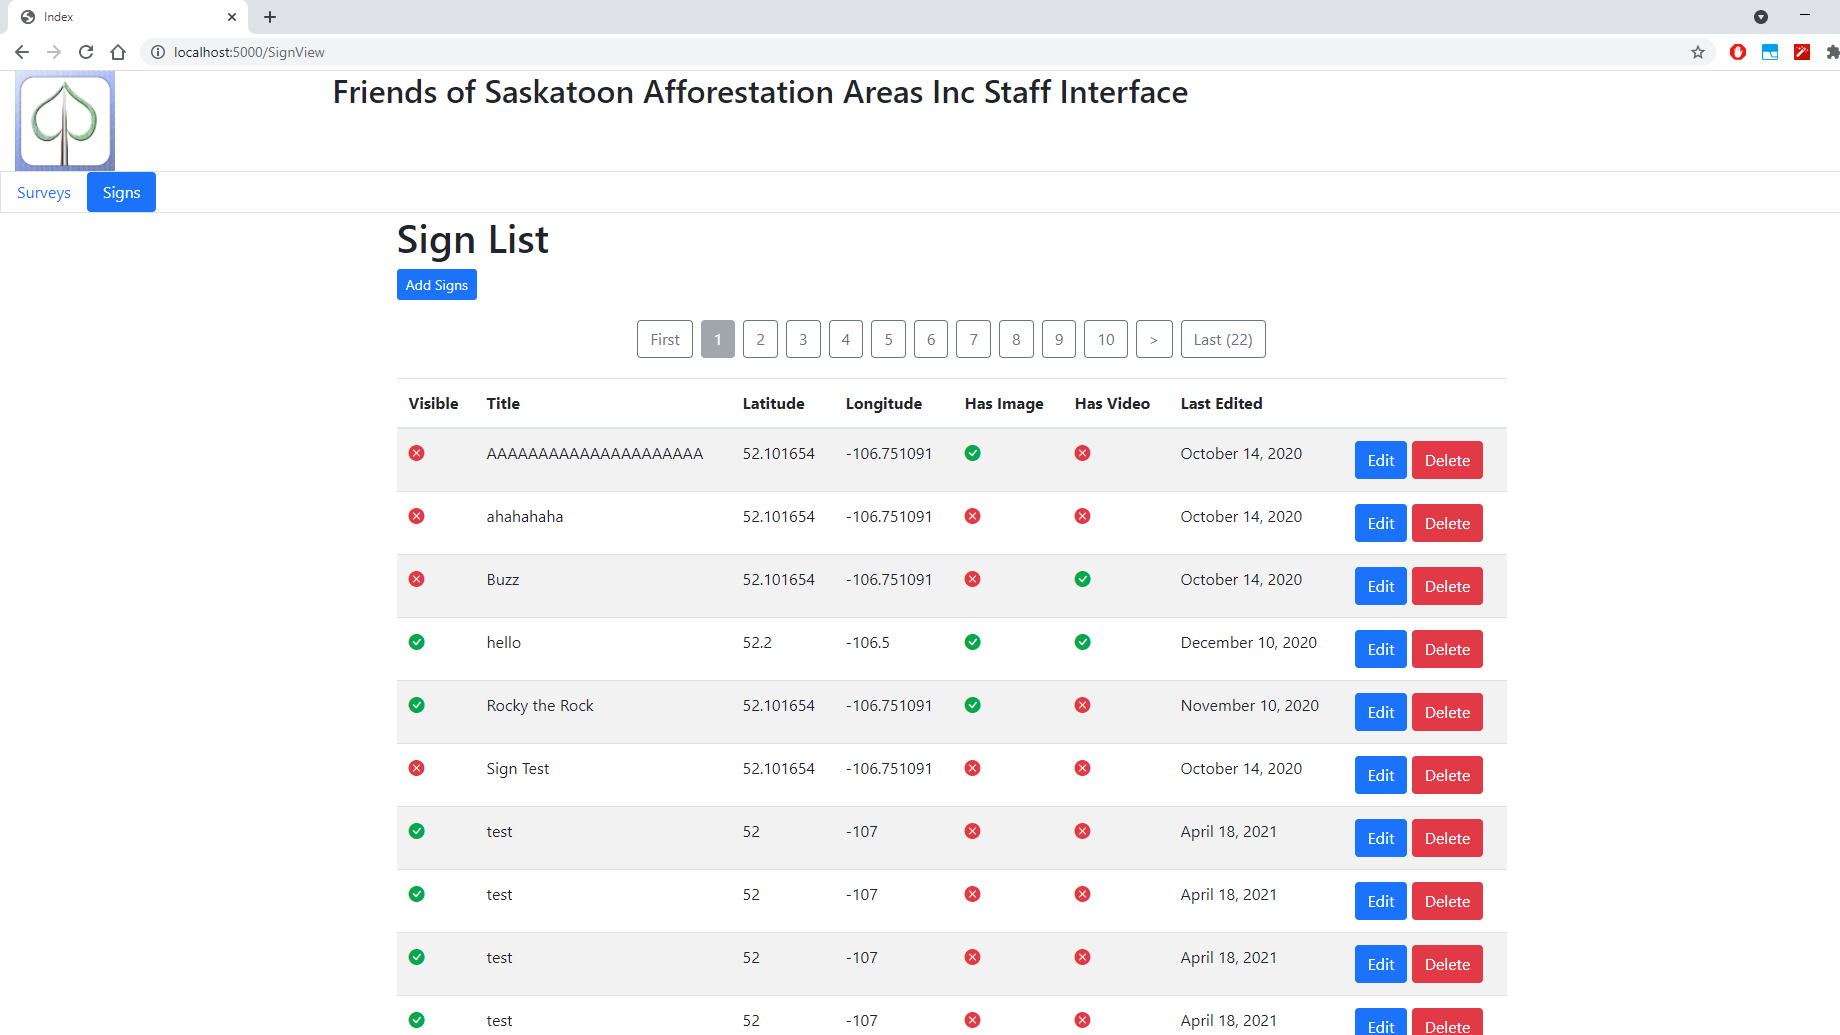 Index
localhost:5000/SignView
Friends of Saskatoon Afforestation Areas Inc Staff Interface
Surveys Signs
Sign List
Add Signs
First 1 2 3 4 5 6 7 8 9 10 > Last (22)
Visible Title Latitude Longitude Has Image Has Video Last Edited
AAAAAAAAAAAAAAAAAAAAA 52.101654 -106.751091 October 14, 2020 Edit Delete
ahahahaha 52.101654 -106.751091 October 14, 2020 Edit Delete
Buzz 52.101654 -106.751091 October 14, 2020 Edit Delete
hello 52.2 -106.5 December 10, 2020 Edit Delete
Rocky the Rock 52.101654 -106.751091 November 10, 2020 Edit Delete
Sign Test 52.101654 -106.751091 October 14, 2020 Edit Delete
test 52 -107 April 18, 2021 Edit Delete
test 52 -107 April 18, 2021 Edit Delete
test 52 -107 April 18, 2021 Edit Delete
test 52 -107 April 18, 2021 Edit Delete